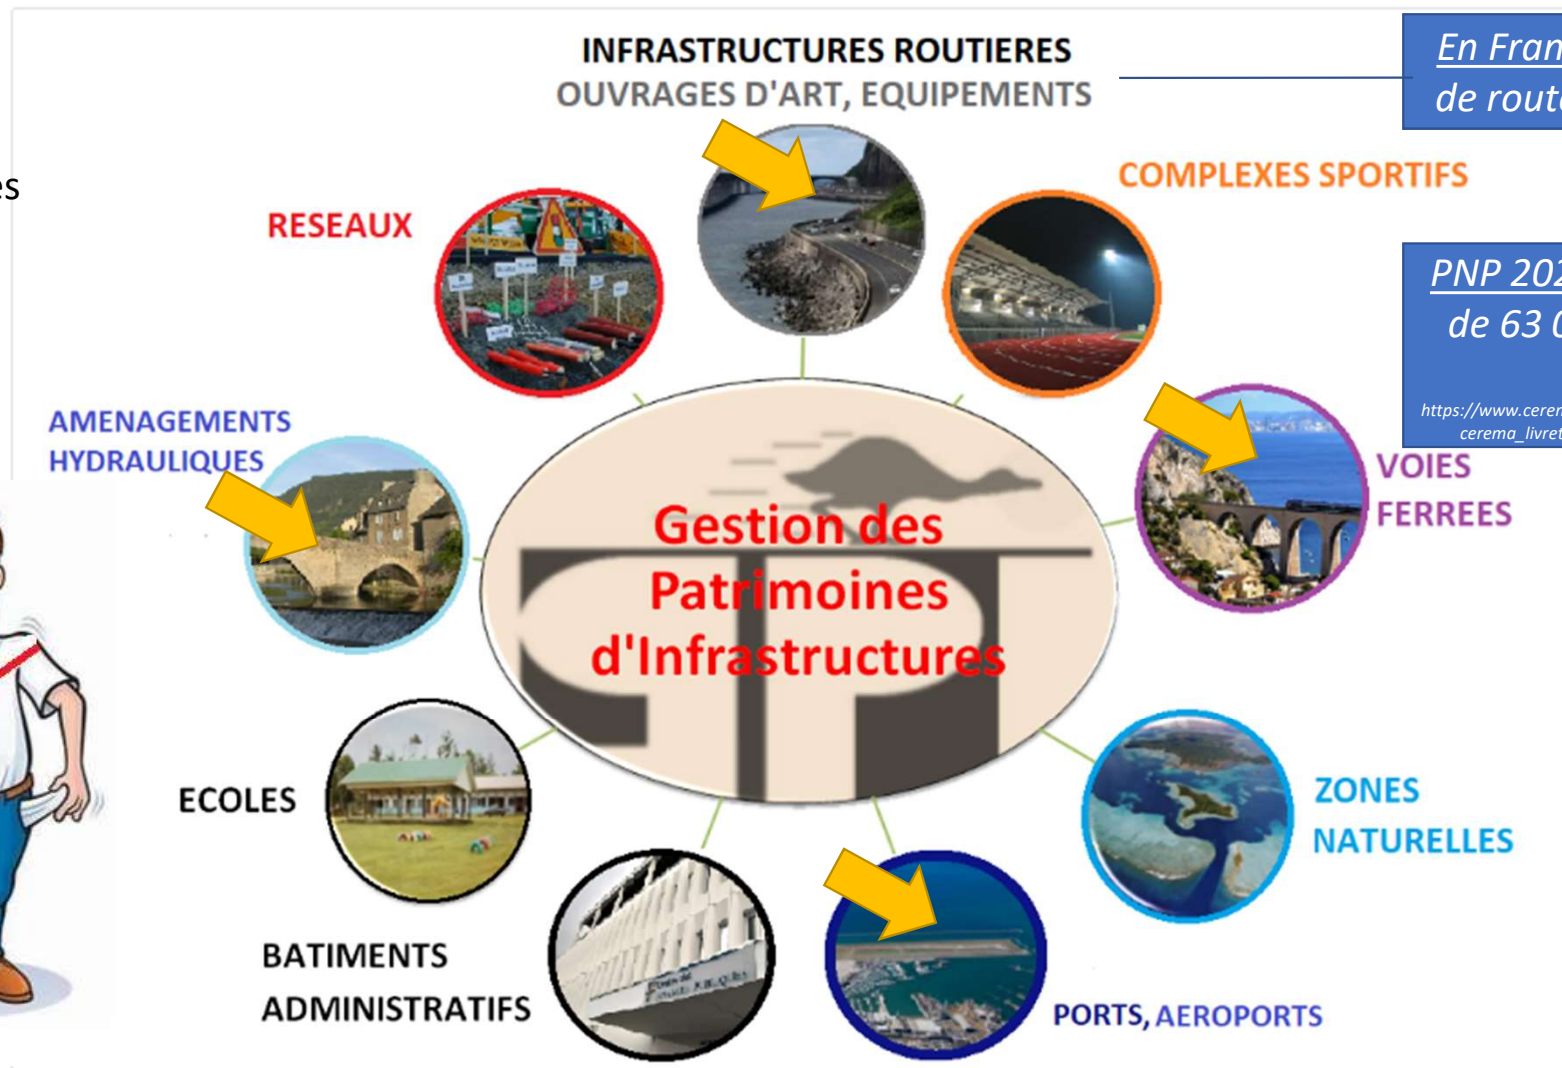 INFRASTRUCTURES ROUTIERES
OUVRAGES D'ART, EQUIPEMENTS
En Fran
de rout
es
COMPLEXES SPORTIFS
RESEAUX
PNP 202
de 63 0
https://www.cerem
cerema_livret
AMENAGEMENTS
HYDRAULIQUES
VOIES
FERREES
Gestion des
Patrimoines
d'Infrastructures
ECOLES
ZONES
NATURELLES
BATIMENTS
ADMINISTRATIFS
PORTS, AEROPORTS